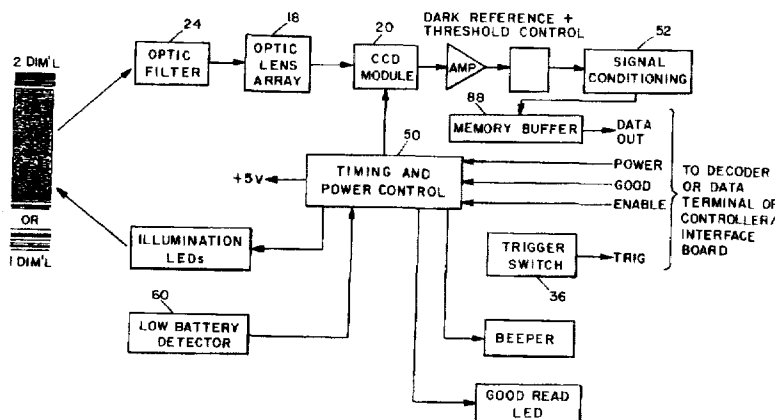 24
18
20
DARK REFERENCE +
THRESHOLD CONTROL
52
2 DIM'L
OPTIC
FILTER
OPTIC
LENS
ARRAY
CCD
MODULE
AMP
SIGNAL
CONDITIONING
88
MEMORY BUFFER
DATA
OUT
50
TIMING AND
POWER CONTROL
+5V
POWER
GOOD
ENABLE
TO DECODER
OR DATA
TERMINAL OR
CONTROLLER/
INTERFACE
BOARD
OR
1 DIM'L
ILLUMINATION
LEDs
TRIGGER
SWITCH
TRIG
36
60
LOW BATTERY
DETECTOR
BEEPER
GOOD READ
LED